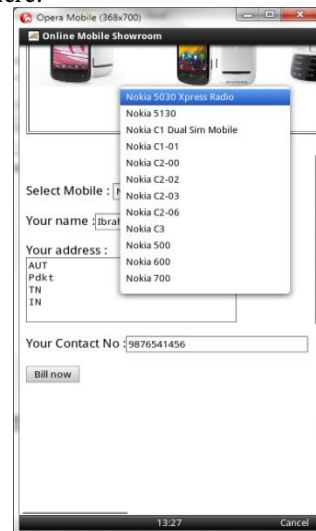 here.
Opera Mobile (368x700)
Online Mobile Showroom
Nokia 5030 Xpress Radio
Nokia 5130
Nokia C1 Dual Sim Mobile
Nokia C1-01
Nokia C2-00
Nokia C2-02
Nokia C2-03
Nokia C2-06
Nokia C3
Nokia 500
Nokia 600
Nokia 700
Select Mobile :
Your name : Ibrah
Your address :
AUT
Pdkt
TN
IN
Your Contact No : 9876541456
Bill now
13:27 Cancel